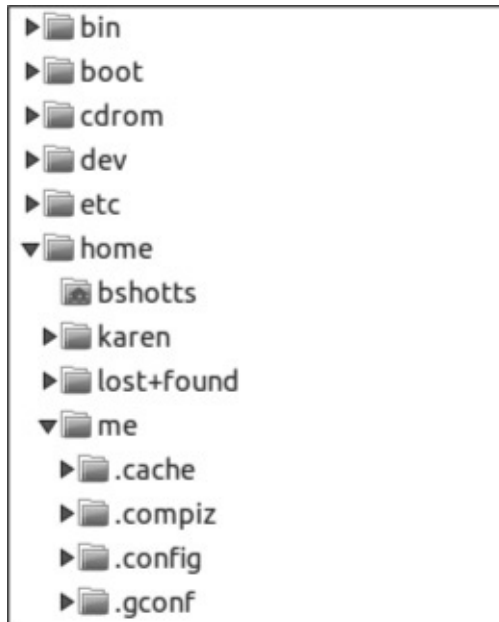 bin
boot
cdrom
dev
etc
home
bshotts
karen
lost+found
me
.cache
.compiz
.config
.gconf